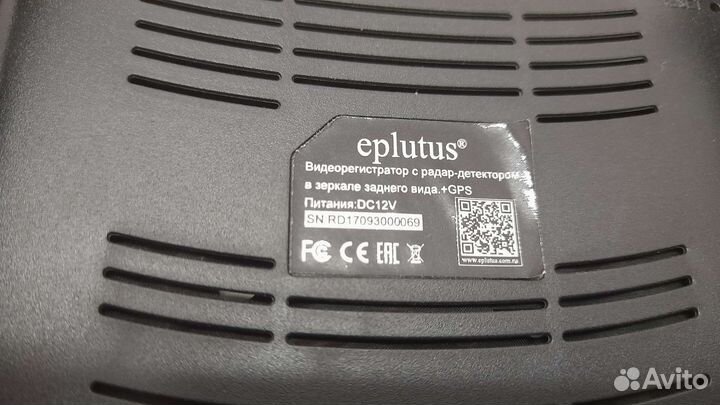 eplutus®
Видеорегистратор с радар-детектором
в зеркале заднего вида.+GPS
Питания:DC12V
SN RD17093000069
FC CE EAC
www.eplutus.com.ru
Avito